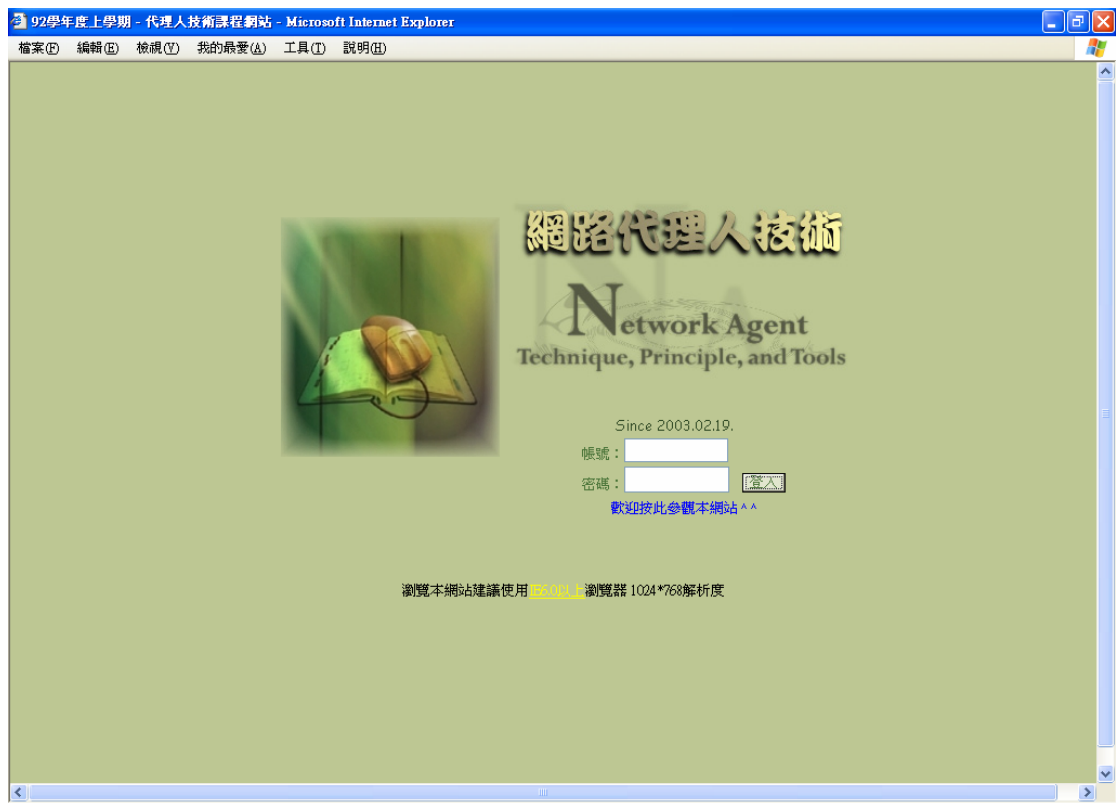 92學年度上學期 - 代理人技術課程網站 - Microsoft Internet Explorer
檔案(F) 編輯(E) 檢視(V) 我的最愛(A) 工具(T) 說明(H)
網路代理人技術
Network Agent
Technique, Principle, and Tools
Since 2003.02.19.
帳號：
密碼： 登入
歡迎按此參觀本網站^^
瀏覽本網站建議使用IE6.0以上瀏覽器 1024*768解析度